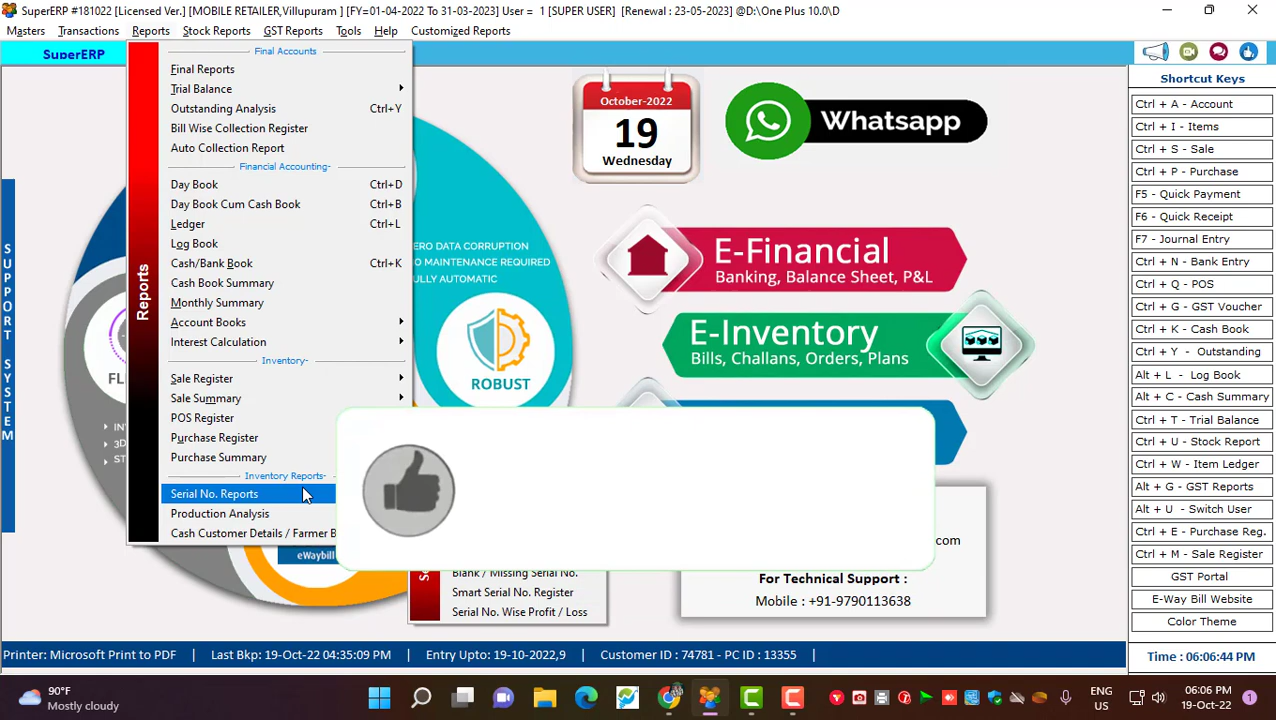 SuperERP #181022 [Licensed Ver.] [MOBILE RETAILER,Villupuram ] [FY=01-04-2022 To 31-03-2023] User = 1 [SUPER USER] [Renewal : 23-05-2023] @D:\One Plus 10.0\D
Masters Transactions Reports Stock Reports GST Reports Tools Help Customized Reports
SuperERP
Final Accounts
Final Reports
Trial Balance
Outstanding Analysis Ctrl+Y
Bill Wise Collection Register
Auto Collection Report
Financial Accounting-
Day Book Ctrl+D
Day Book Cum Cash Book Ctrl+B
Ledger Ctrl+L
Log Book
Cash/Bank Book Ctrl+K
Cash Book Summary
Monthly Summary
Account Books
Interest Calculation
Inventory-
Sale Register
Sale Summary
POS Register
Purchase Register
Purchase Summary
Inventory Reports-
Serial No. Reports
Production Analysis
Cash Customer Details / Farmer B
Reports
SUPPORT SYSTEM
ERO DATA CORRUPTION
O MAINTENANCE REQUIRED
ULLY AUTOMATIC
ROBUST
FL
IN
3D
ST
eWaybill
Blank / Missing Serial No.
Smart Serial No. Register
Serial No. Wise Profit / Loss
October-2022
19
Wednesday
Whatsapp
E-Financial
Banking, Balance Sheet, P&L
E-Inventory
Bills, Challans, Orders, Plans
com
For Technical Support :
Mobile : +91-9790113638
Shortcut Keys
Ctrl + A - Account
Ctrl + I - Items
Ctrl + S - Sale
Ctrl + P - Purchase
F5 - Quick Payment
F6 - Quick Receipt
F7 - Journal Entry
Ctrl + N - Bank Entry
Ctrl + Q - POS
Ctrl + G - GST Voucher
Ctrl + K - Cash Book
Ctrl + Y - Outstanding
Alt + L - Log Book
Alt + C - Cash Summary
Ctrl + T - Trial Balance
Ctrl + U - Stock Report
Ctrl + W - Item Ledger
Alt + G - GST Reports
Alt + U - Switch User
Ctrl + E - Purchase Reg.
Ctrl + M - Sale Register
GST Portal
E-Way Bill Website
Color Theme
Printer: Microsoft Print to PDF Last Bkp: 19-Oct-22 04:35:09 PM Entry Upto: 19-10-2022,9 Customer ID : 74781 - PC ID : 13355 Time : 06:06:44 PM
90°F
Mostly cloudy
ENG
US
06:06 PM
19-Oct-22
1